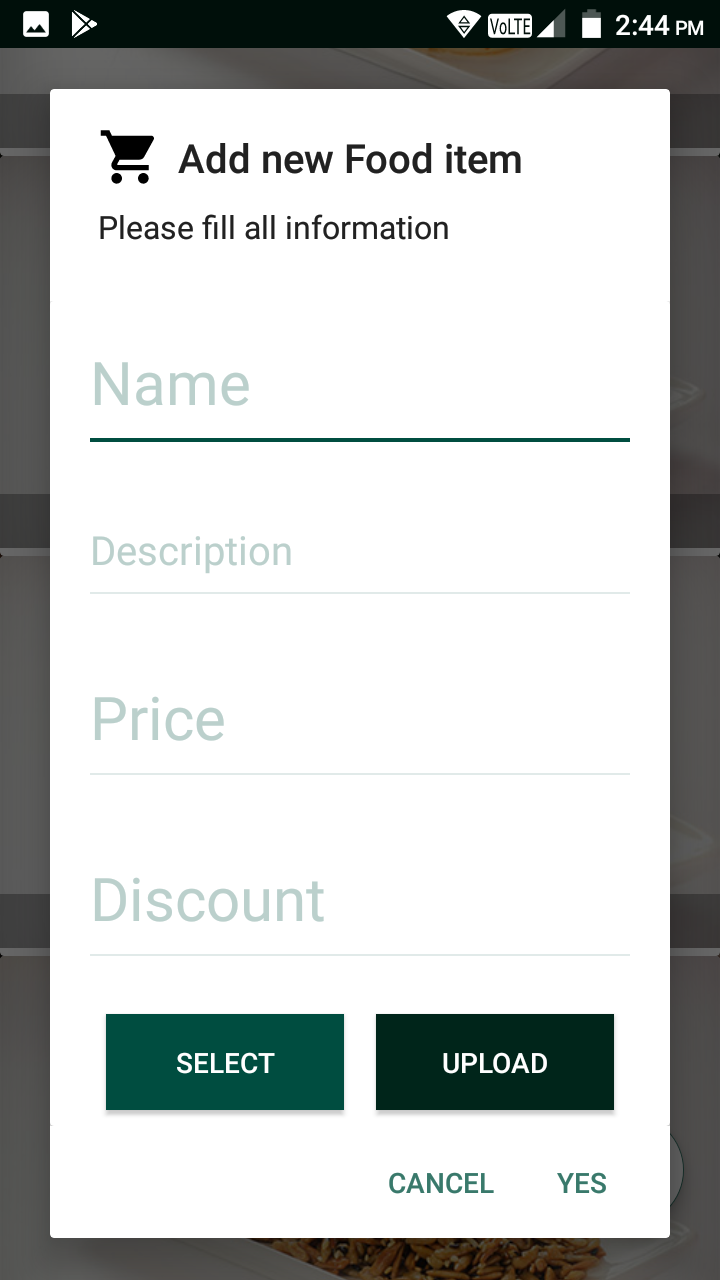 VoLTE 2:44 PM
Add new Food item
Please fill all information
Name
Description
Price
Discount
SELECT UPLOAD
CANCEL YES